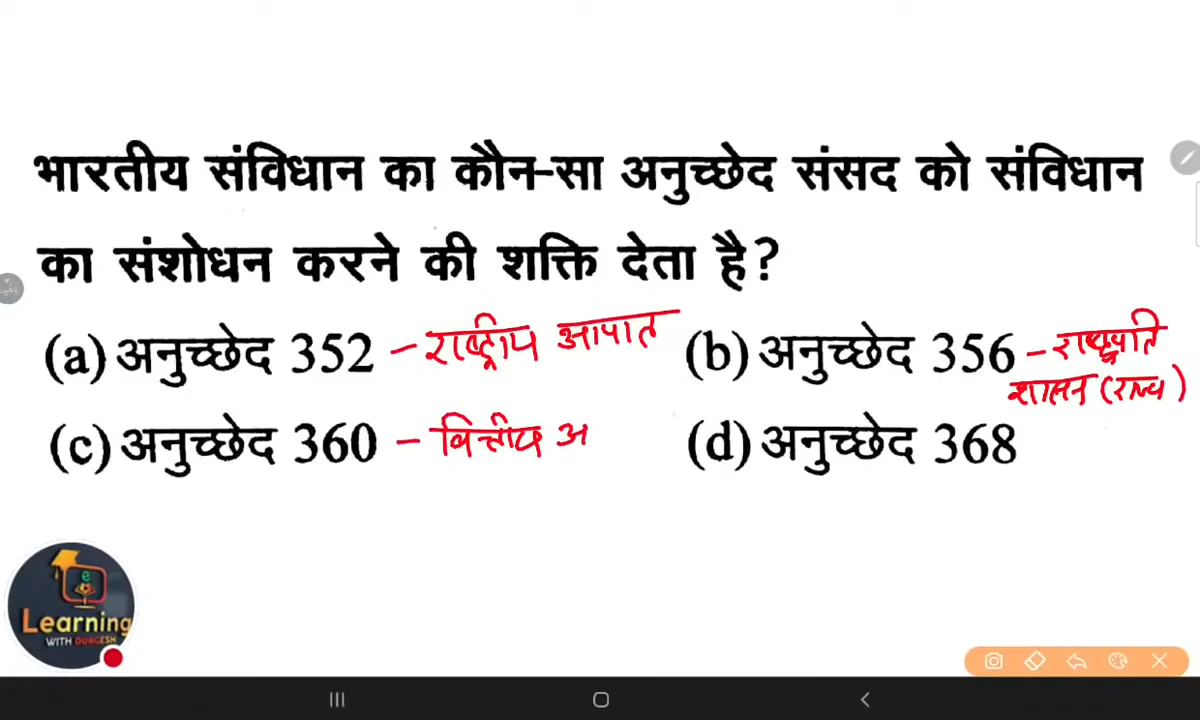 भारतीय संविधान का कौन-सा अनुच्छेद संसद को संविधान
का संशोधन करने की शक्ति देता है?
(a) अनुच्छेद 352 – राष्ट्रीय आपात (b) अनुच्छेद 356 – राष्ट्रपति
शासन (राज्य)
(c) अनुच्छेद 360 – वित्तीय अ (d) अनुच्छेद 368
e
Learning
WITH DURGESH